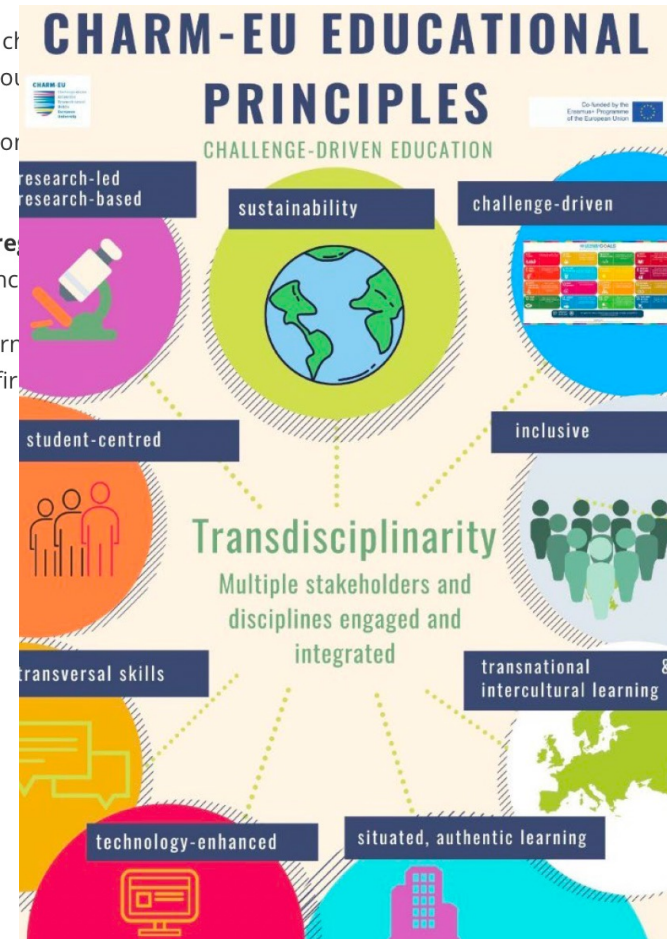 CHARM-EU EDUCATIONAL
PRINCIPLES
CHARM-EU
Co-funded by the
Erasmus+ Programme
of the European Union
CHALLENGE-DRIVEN EDUCATION
research-led
research-based
sustainability
challenge-driven
student-centred
inclusive
Transdisciplinarity
Multiple stakeholders and
disciplines engaged and
integrated
transversal skills
transnational &
intercultural learning
technology-enhanced
situated, authentic learning